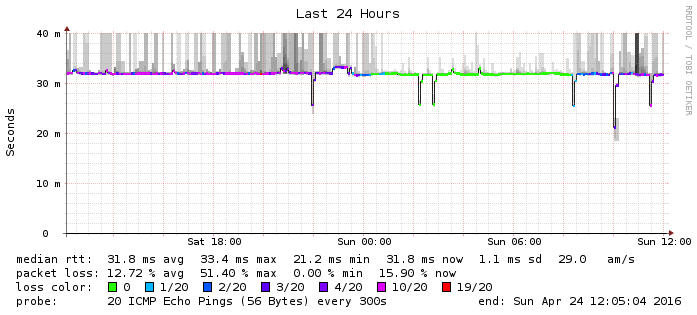 Last 24 Hours
RRDTOOL / TOBI OETIKER
Seconds
40 m
30 m
20 m
10 m
0
Sat 18:00 Sun 00:00 Sun 06:00 Sun 12:00
median rtt: 31.8 ms avg 33.4 ms max 21.2 ms min 31.8 ms now 1.1 ms sd 29.0 am/s
packet loss: 12.72 % avg 51.40 % max 0.00 % min 15.90 % now
loss color: 0 1/20 2/20 3/20 4/20 10/20 19/20
probe: 20 ICMP Echo Pings (56 Bytes) every 300s end: Sun Apr 24 12:05:04 2016